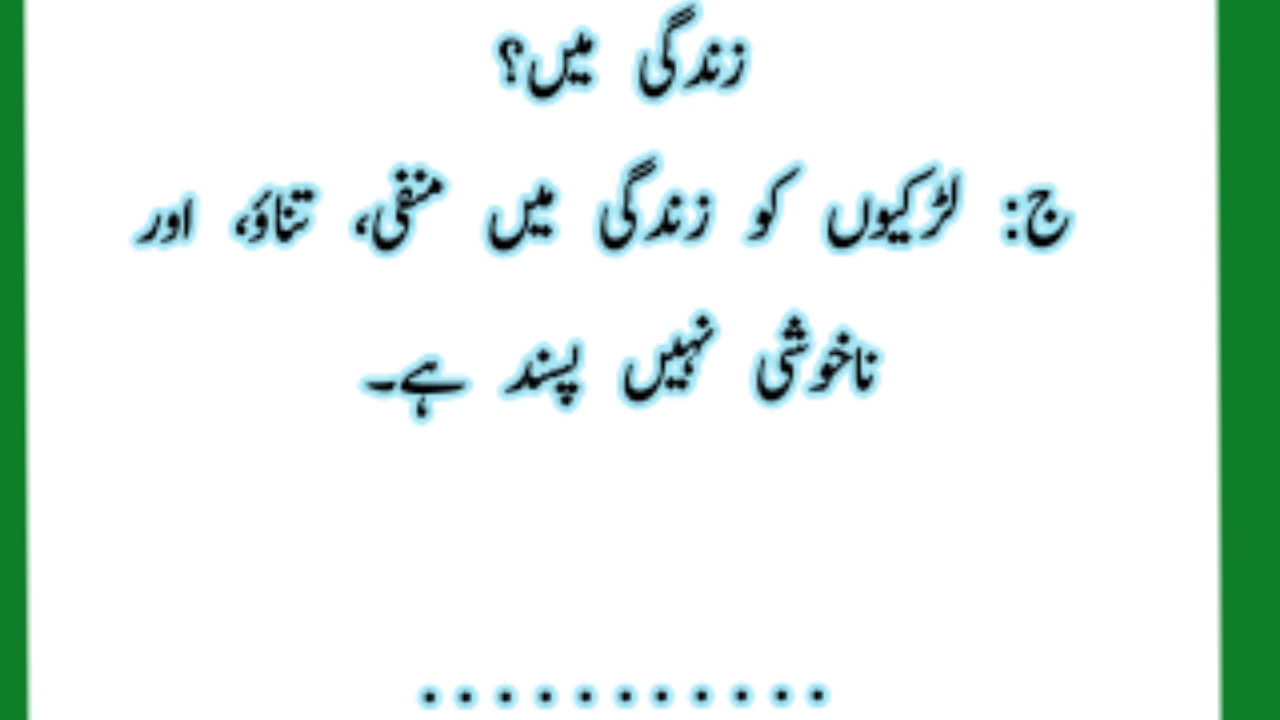 زندگی میں؟
ج: لڑکیوں کو زندگی میں منفی، تناؤ، اور
ناخوشی نہیں پسند ہے۔
...........